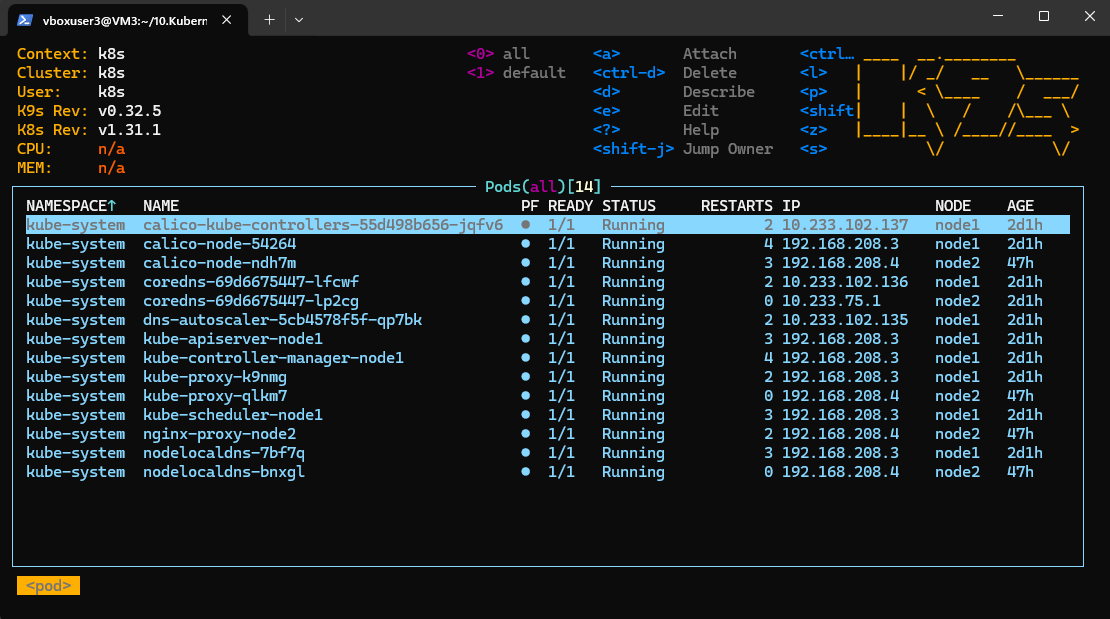 vboxuser3@VM3:~/10.Kubern
Context: k8s <0> all <a> Attach <ctrl…
Cluster: k8s <1> default <ctrl-d> Delete <l>
User: k8s <d> Describe <p>
K9s Rev: v0.32.5 <e> Edit <shift
K8s Rev: v1.31.1 <?> Help <z>
CPU: n/a <shift-j> Jump Owner <s>
MEM: n/a
Pods(all)[14]
NAMESPACE↑ NAME PF READY STATUS RESTARTS IP NODE AGE
kube-system calico-kube-controllers-55d498b656-jqfv6 ● 1/1 Running 2 10.233.102.137 node1 2d1h
kube-system calico-node-54264 ● 1/1 Running 4 192.168.208.3 node1 2d1h
kube-system calico-node-ndh7m ● 1/1 Running 3 192.168.208.4 node2 47h
kube-system coredns-69d6675447-lfcwf ● 1/1 Running 2 10.233.102.136 node1 2d1h
kube-system coredns-69d6675447-lp2cg ● 1/1 Running 0 10.233.75.1 node2 2d1h
kube-system dns-autoscaler-5cb4578f5f-qp7bk ● 1/1 Running 2 10.233.102.135 node1 2d1h
kube-system kube-apiserver-node1 ● 1/1 Running 3 192.168.208.3 node1 2d1h
kube-system kube-controller-manager-node1 ● 1/1 Running 4 192.168.208.3 node1 2d1h
kube-system kube-proxy-k9nmg ● 1/1 Running 2 192.168.208.3 node1 2d1h
kube-system kube-proxy-qlkm7 ● 1/1 Running 0 192.168.208.4 node2 47h
kube-system kube-scheduler-node1 ● 1/1 Running 3 192.168.208.3 node1 2d1h
kube-system nginx-proxy-node2 ● 1/1 Running 2 192.168.208.4 node2 47h
kube-system nodelocaldns-7bf7q ● 1/1 Running 3 192.168.208.3 node1 2d1h
kube-system nodelocaldns-bnxgl ● 1/1 Running 0 192.168.208.4 node2 47h
<pod>